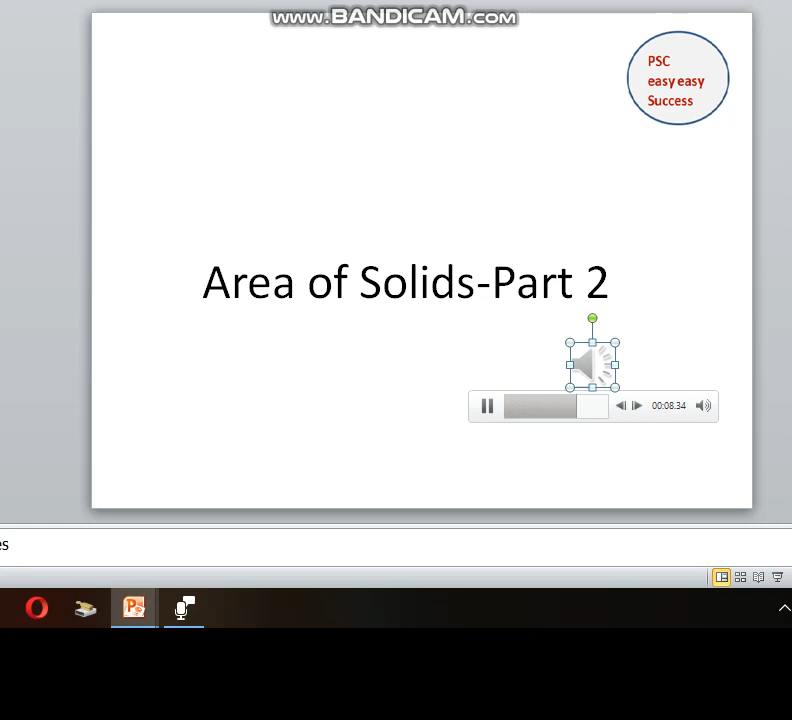 www.BANDICAM.com
PSC
easy easy
Success
Area of Solids-Part 2
00:08.34
es